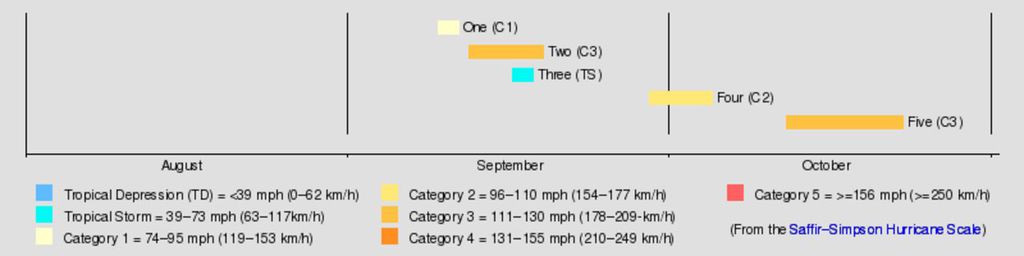 One (C1)
Two (C3)
Three (TS)
Four (C2)
Five (C3)
August September October
Tropical Depression (TD) = <39 mph (0–62 km/h)
Tropical Storm = 39–73 mph (63–117km/h)
Category 1 = 74–95 mph (119–153 km/h)
Category 2 = 96–110 mph (154–177 km/h)
Category 3 = 111–130 mph (178–209-km/h)
Category 4 = 131–155 mph (210–249 km/h)
Category 5 = >=156 mph (>=250 km/h)
(From the Saffir–Simpson Hurricane Scale)